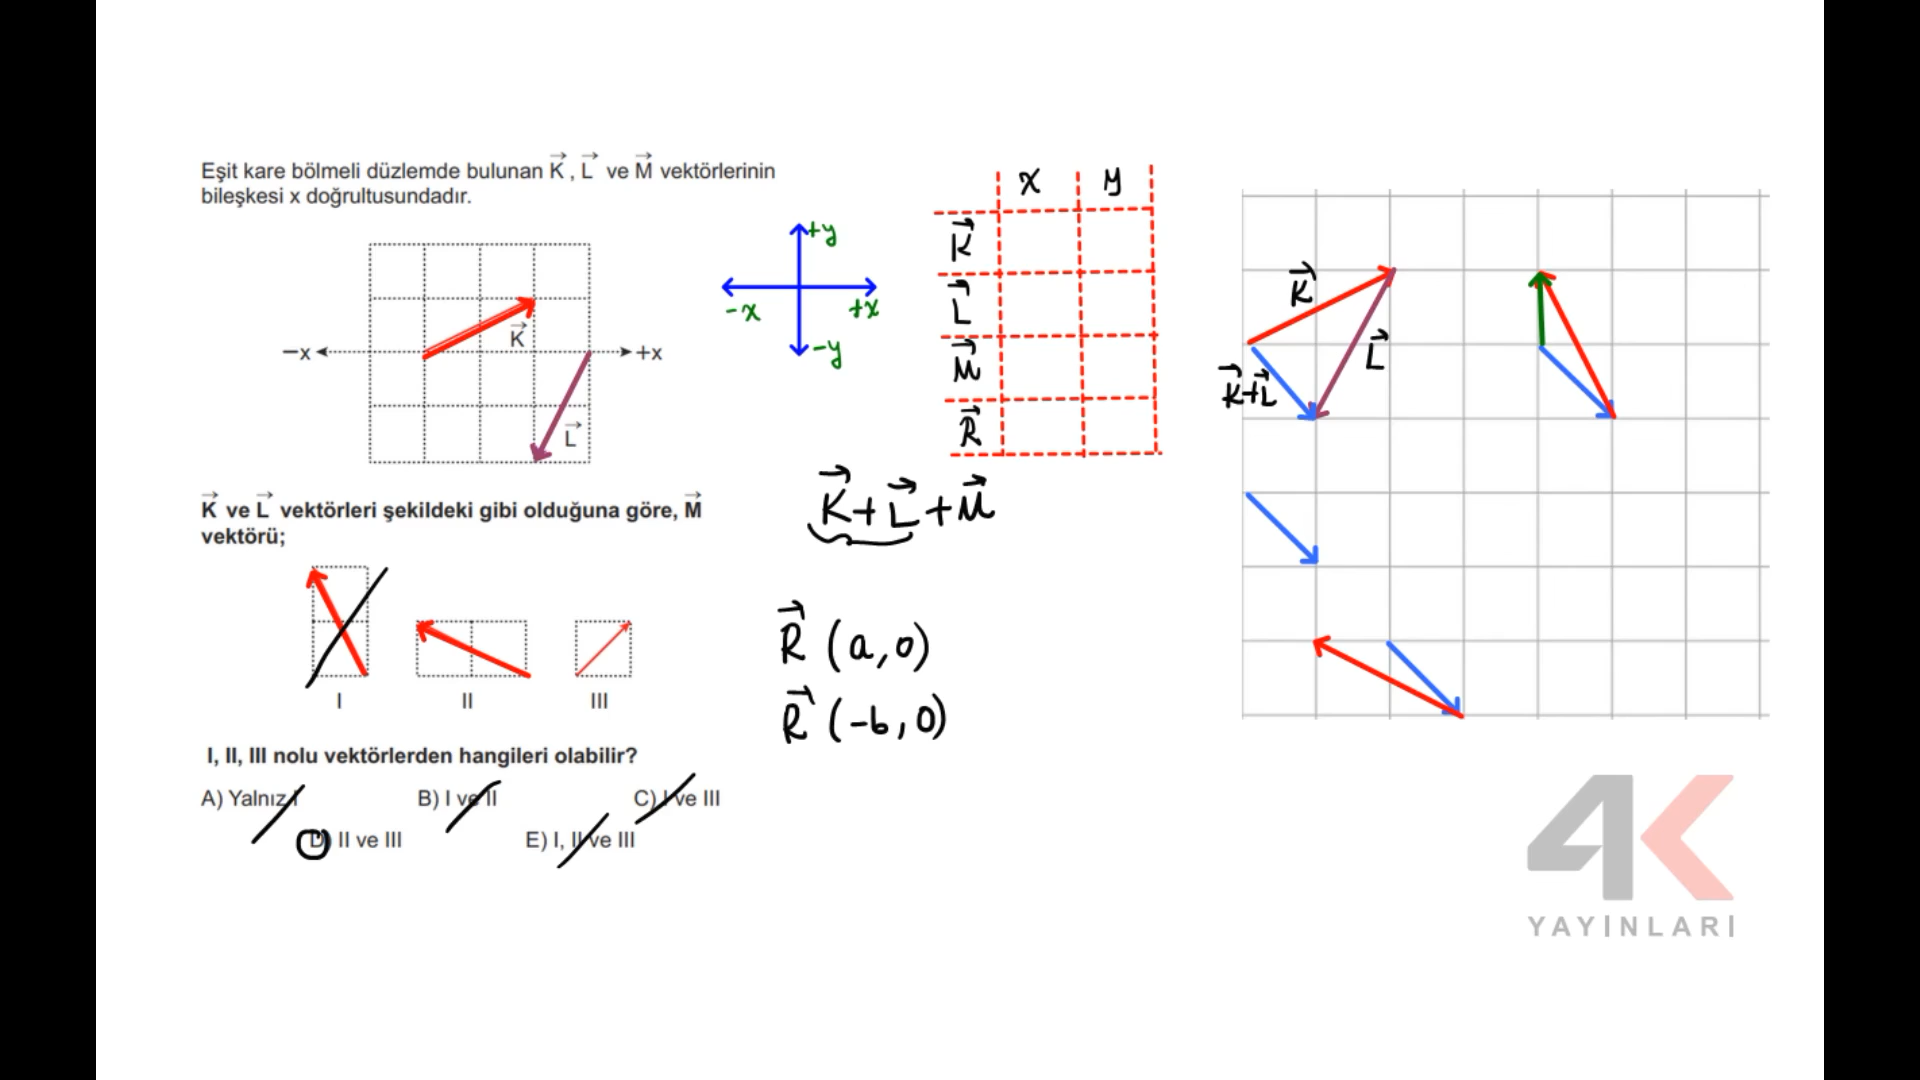 Eşit kare bölmeli düzlemde bulunan K⃗, L⃗ ve M⃗ vektörlerinin
bileşkesi x doğrultusundadır.
K⃗
−x
+x
L⃗
K⃗ ve L⃗ vektörleri şekildeki gibi olduğuna göre, M⃗
vektörü;
I II III
I, II, III nolu vektörlerden hangileri olabilir?
A) Yalnız I B) I ve II C) I ve III
D) II ve III E) I, II ve III
+y
-x +x
-y
x y
K⃗
L⃗
M⃗
R⃗
K⃗+L⃗+M⃗
R⃗ (a,0)
R⃗ (-b,0)
K⃗
L⃗
K⃗+L⃗
4K
YAYINLARI